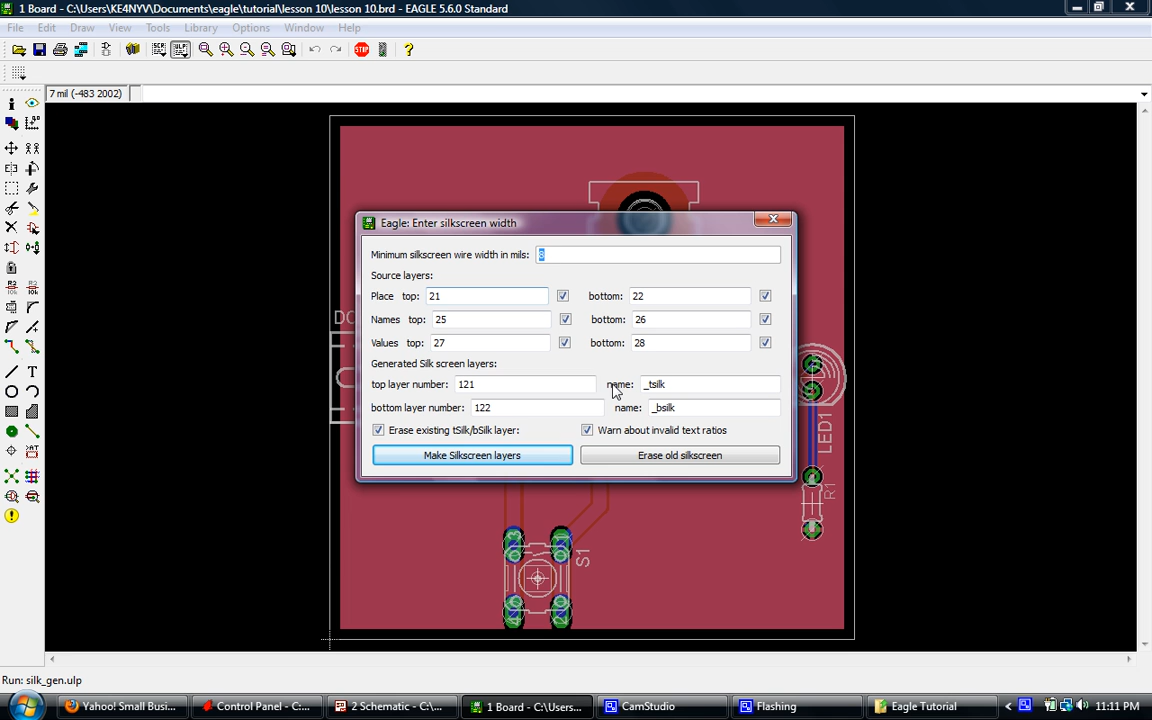 1 Board - C:\Users\KE4NYV\Documents\eagle\tutorial\lesson 10\lesson 10.brd - EAGLE 5.6.0 Standard
File Edit Draw View Tools Library Options Window Help
SCR ULP STOP ?
7 mil (-483 2002)
Eagle: Enter silkscreen width
Minimum silkscreen wire width in mils: 8
Source layers:
Place top: 21 bottom: 22
Names top: 25 bottom: 26
Values top: 27 bottom: 28
Generated Silk screen layers:
top layer number: 121 name: _tsilk
bottom layer number: 122 name: _bsilk
Erase existing tSilk/bSilk layer: Warn about invalid text ratios
Make Silkscreen layers Erase old silkscreen
LED1
R1
S1
Run: silk_gen.ulp
Yahoo! Small Busi... Control Panel - C:... 2 Schematic - C:\... 1 Board - C:\Users... CamStudio Flashing Eagle Tutorial 11:11 PM